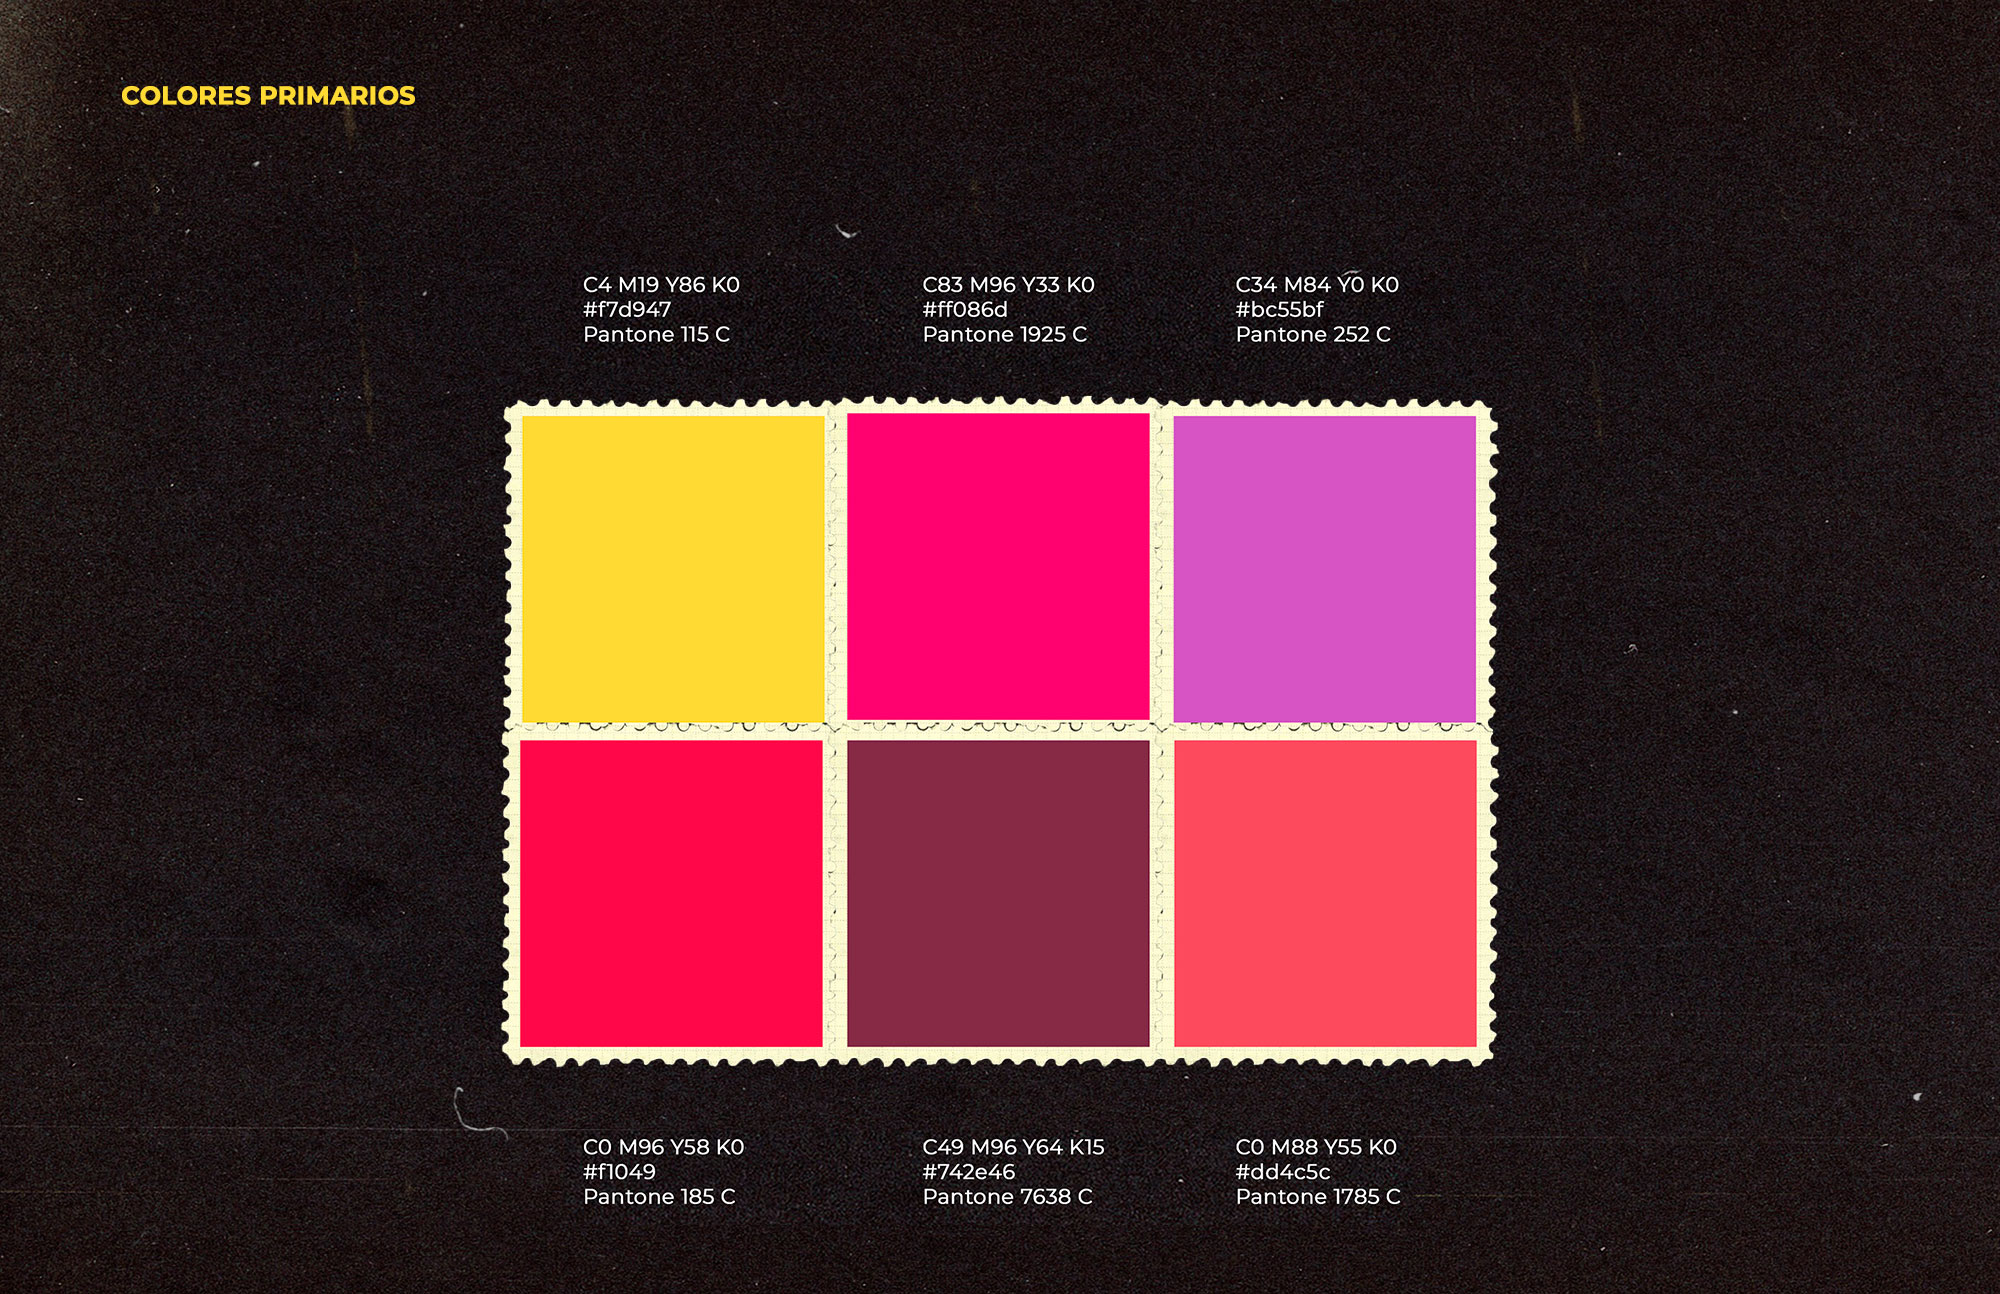 COLORES PRIMARIOS
C4 M19 Y86 K0
#f7d947
Pantone 115 C
C83 M96 Y33 K0
#ff086d
Pantone 1925 C
C34 M84 Y0 K0
#bc55bf
Pantone 252 C
C0 M96 Y58 K0
#f1049
Pantone 185 C
C49 M96 Y64 K15
#742e46
Pantone 7638 C
C0 M88 Y55 K0
#dd4c5c
Pantone 1785 C